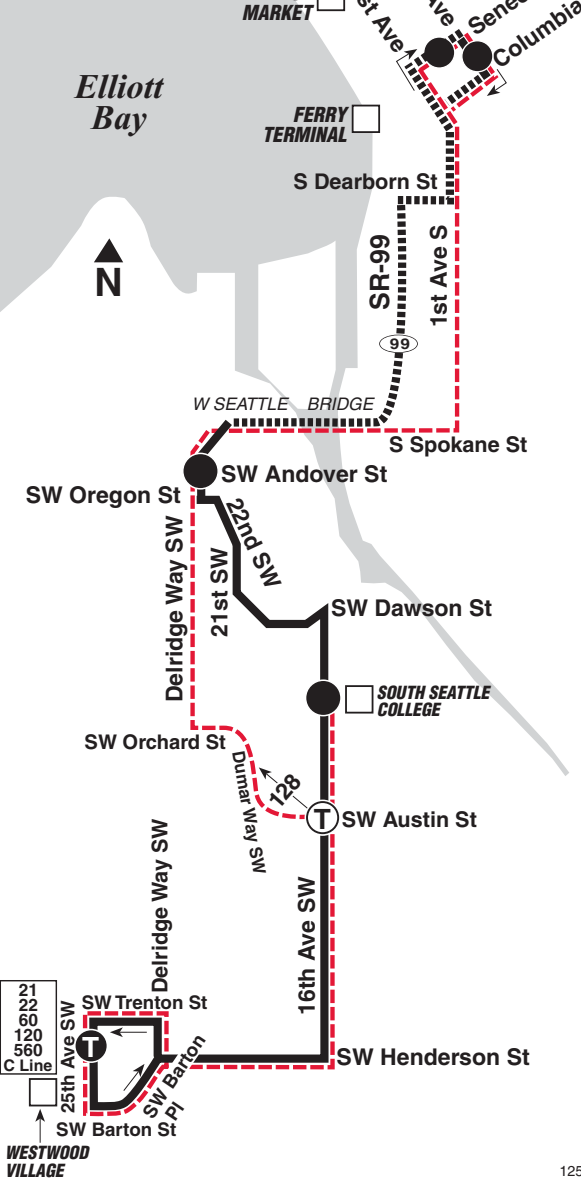 MARKET
st Ave
Ave
Senec
Columbia
Elliott
Bay
FERRY
TERMINAL
S Dearborn St
N
SR-99
1st Ave S
99
W SEATTLE BRIDGE
S Spokane St
SW Andover St
SW Oregon St
22nd SW
21st SW
Delridge Way SW
SW Dawson St
SOUTH SEATTLE
COLLEGE
SW Orchard St
Dumar Way SW
128
T
SW Austin St
Delridge Way SW
16th Ave SW
21
22
60
120
560
C Line
25th Ave SW
SW Trenton St
T
SW Barton
Pl
SW Henderson St
SW Barton St
WESTWOOD
VILLAGE
125